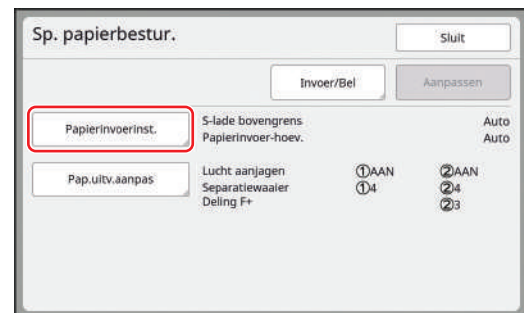 Sp. papierbestur.
Sluit
Invoer/Bel
Aanpassen
Papierinvoerinst.
S-lade bovengrens Auto
Papierinvoer-hoev. Auto
Pap.uitv.aanpas
Lucht aanjagen ①AAN ②AAN
Separatiewaaier ①4 ②4
Deling F+ ②3